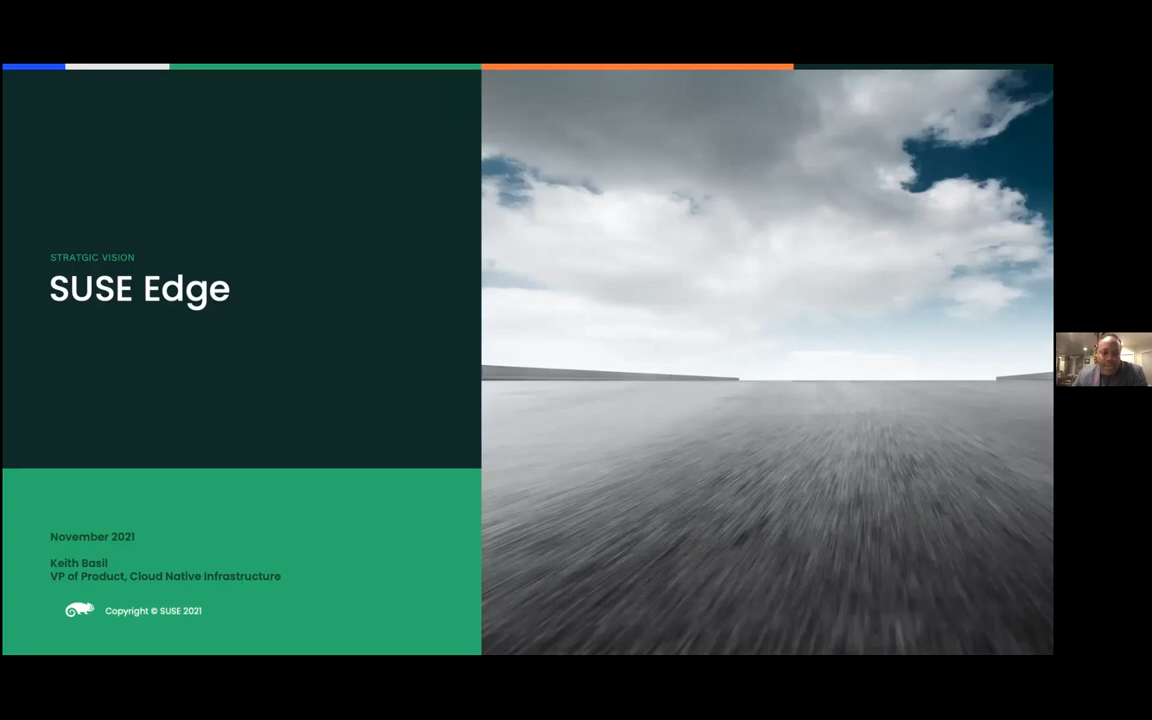 STRATGIC VISION
SUSE Edge
November 2021
Keith Basil
VP of Product, Cloud Native Infrastructure
Copyright © SUSE 2021